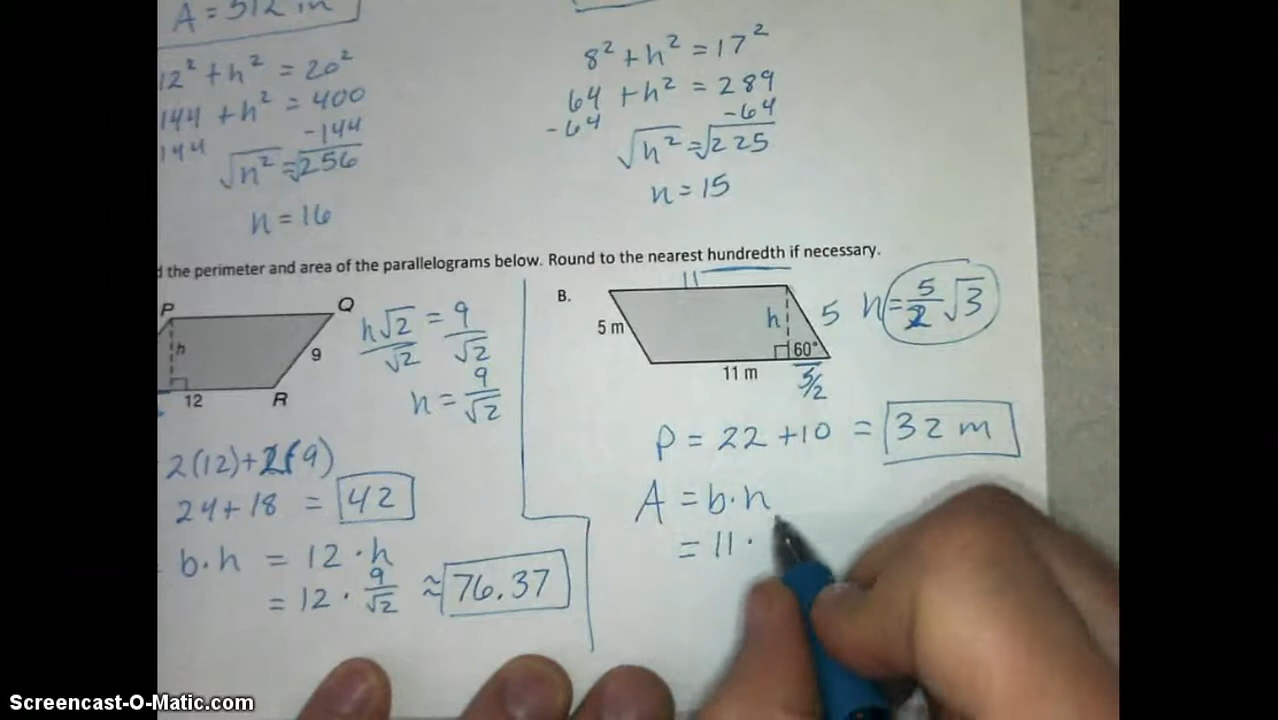 A = 512 in
12² + h² = 20²
144 + h² = 400
144 -144
√h² = √256
h = 16
8² + h² = 17²
64 + h² = 289
-64 -64
√h² = √225
h = 15
d the perimeter and area of the parallelograms below. Round to the nearest hundredth if necessary.
P Q
h
9
12 R
h√2/√2 = 9/√2
h = 9/√2
2(12)+2(9)
24+18 = 42
b·h = 12·h
= 12 · 9/√2 ≈ 76.37
B.
11
5 m h 5 h = 5/2 √3
60°
11 m 5/2
P = 22 + 10 = 32 m
A = b·h
= 11 ·
Screencast-O-Matic.com